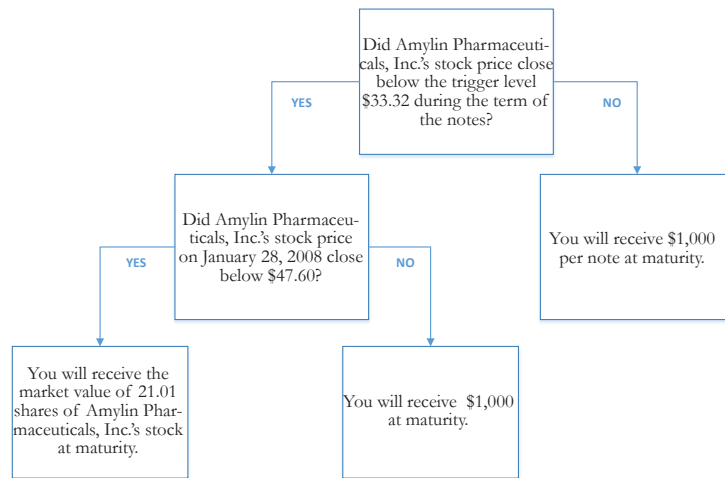 Did Amylin Pharmaceuti-
cals, Inc.'s stock price close
below the trigger level
$33.32 during the term of
the notes?
YES
NO
Did Amylin Pharmaceu-
ticals, Inc.'s stock price
on January 28, 2008 close
below $47.60?
You will receive $1,000
per note at maturity.
YES
NO
You will receive the
market value of 21.01
shares of Amylin Phar-
maceuticals, Inc.'s stock
at maturity.
You will receive $1,000
at maturity.